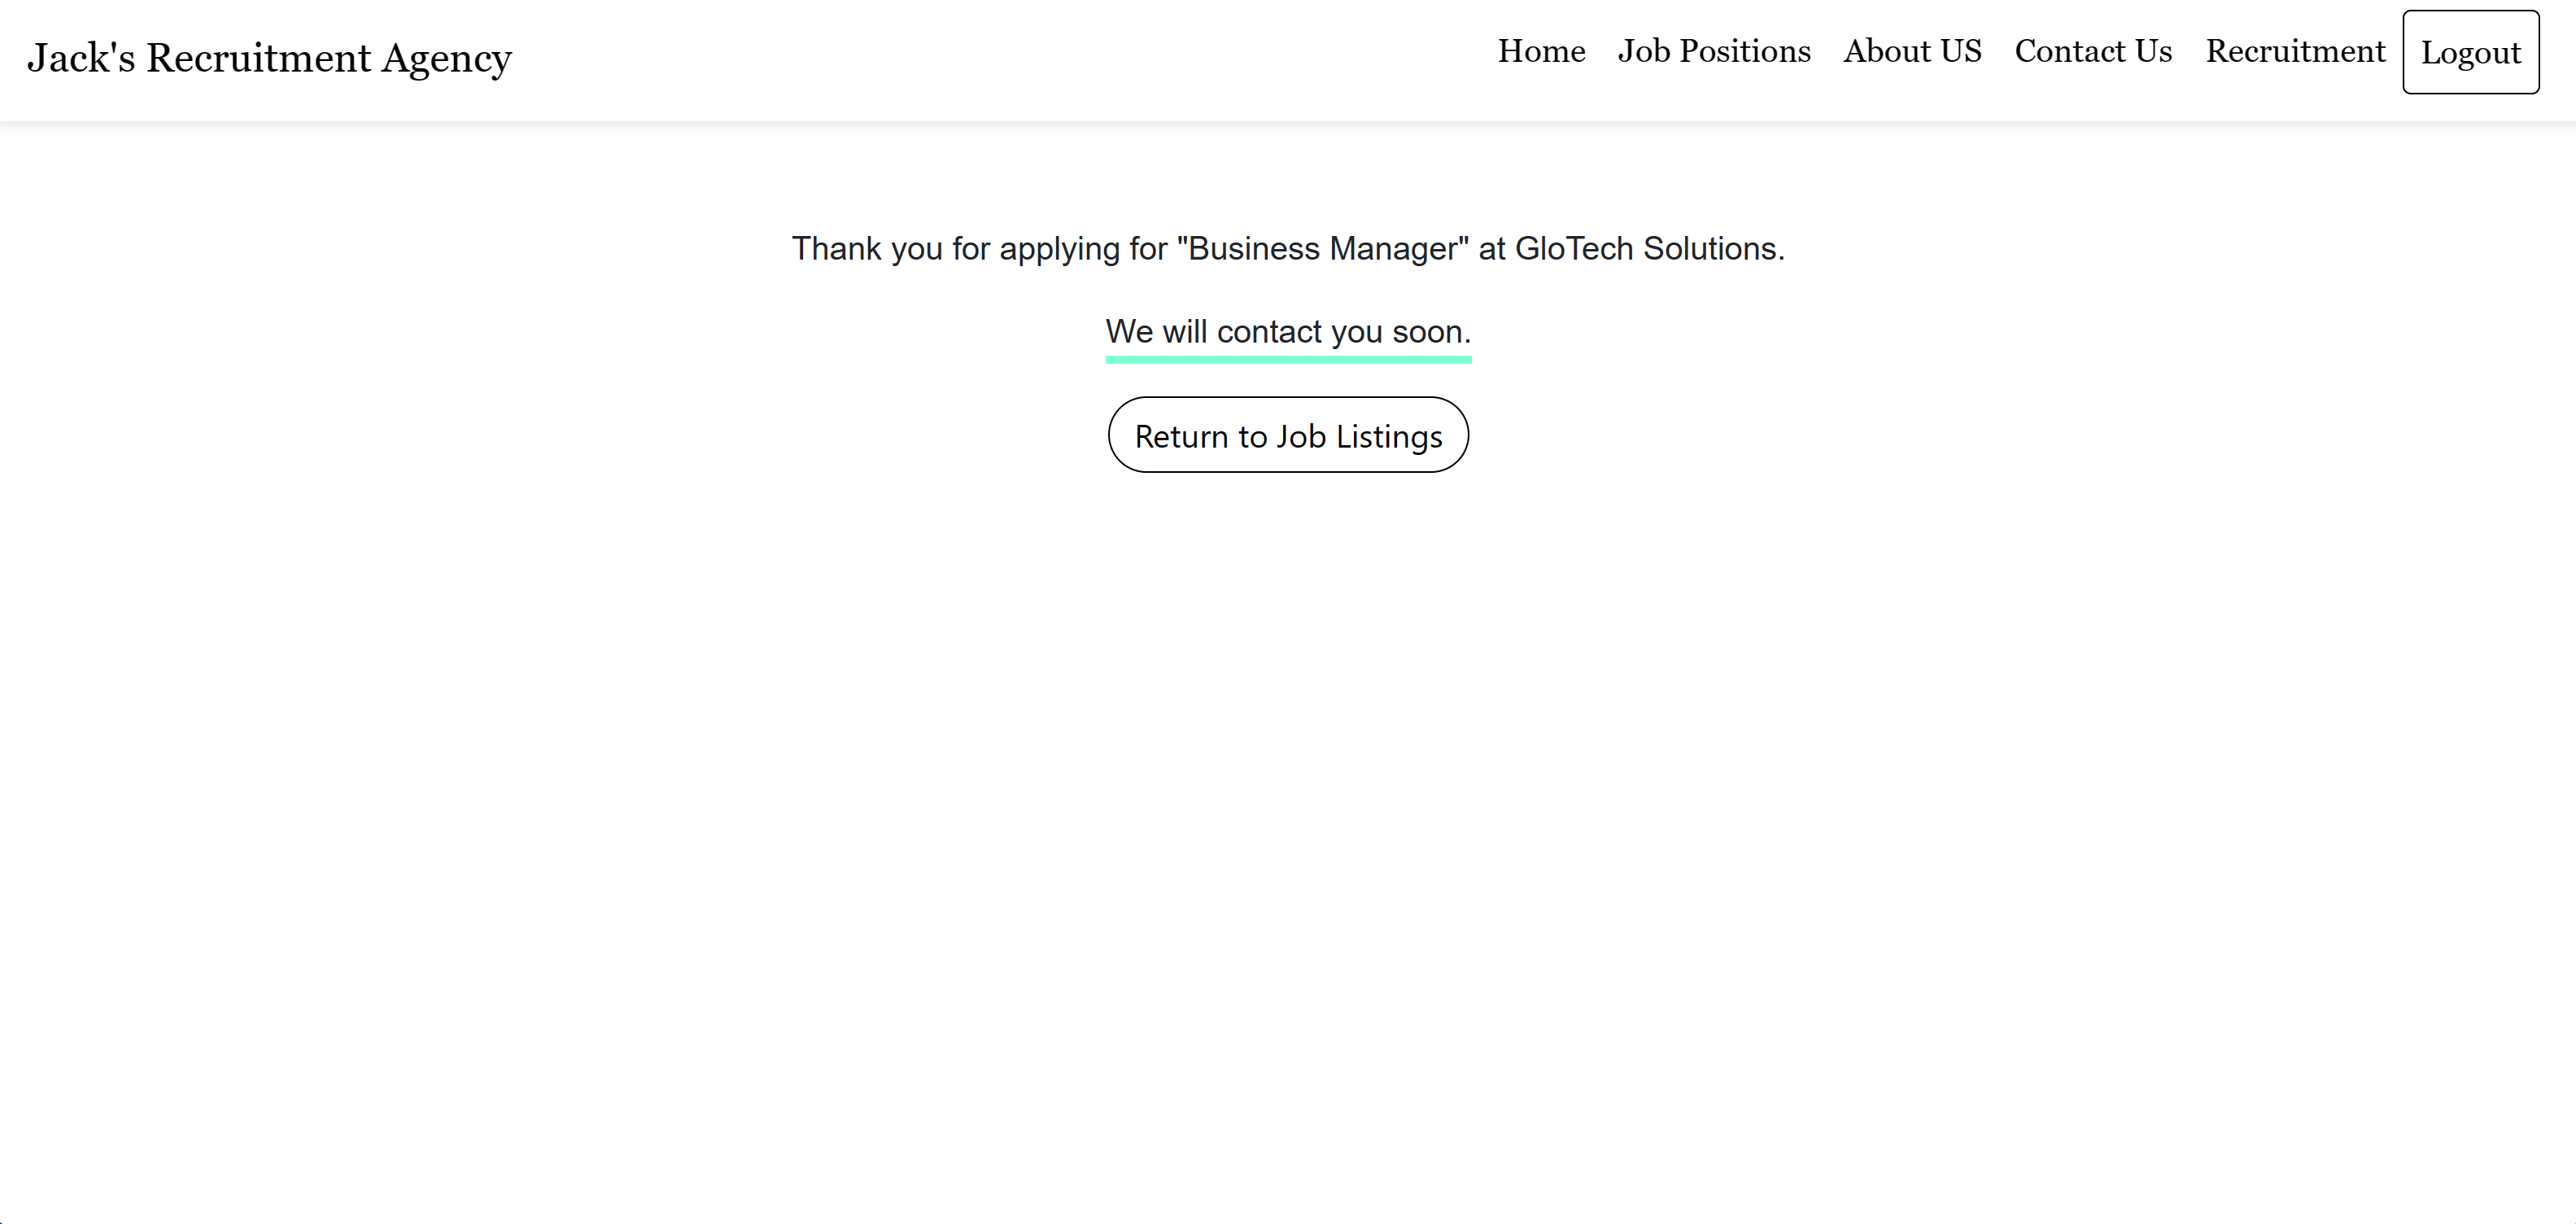 Jack's Recruitment Agency
Home Job Positions About US Contact Us Recruitment Logout
Thank you for applying for "Business Manager" at GloTech Solutions.
We will contact you soon.
Return to Job Listings